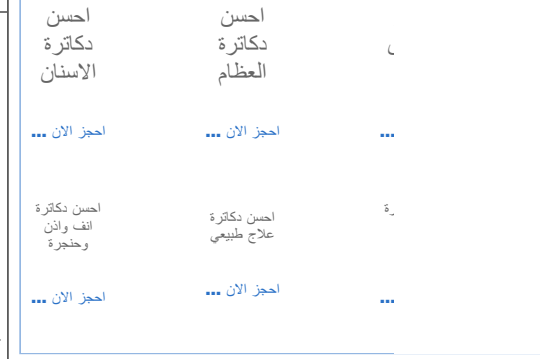 احسن
دكاترة
العظام
احسن
دكاترة
الاسنان
...
احجز الان ...
احجز الان ...
احسن دكاترة
علاج طبيعي
احسن دكاترة
انف واذن
وحنجرة
...
احجز الان ...
احجز الان ...